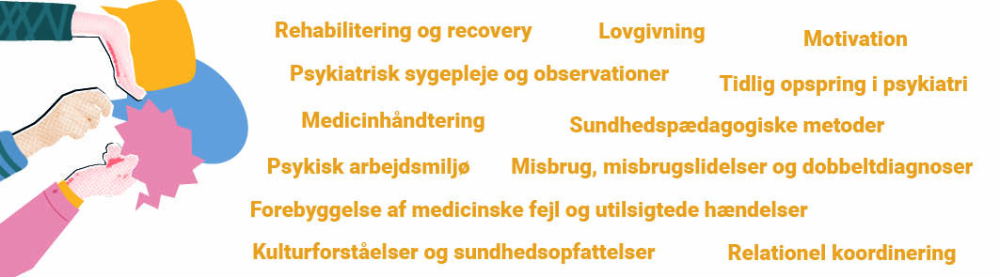 Rehabilitering og recovery
Lovgivning
Motivation
Psykiatrisk sygepleje og observationer
Tidlig opspring i psykiatri
Medicinhåndtering
Sundhedspædagogiske metoder
Psykisk arbejdsmiljø
Misbrug, misbrugslidelser og dobbeltdiagnoser
Forebyggelse af medicinske fejl og utilsigtede hændelser
Kulturforståelser og sundhedsopfattelser
Relationel koordinering